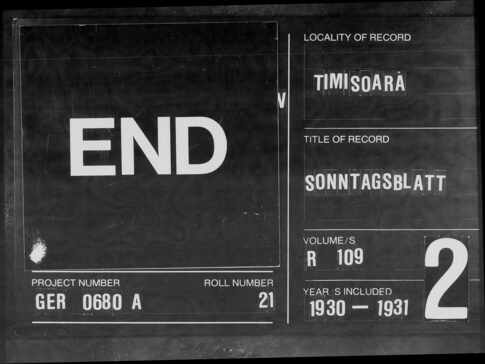 END
V
PROJECT NUMBER
ROLL NUMBER
GER 0680 A
21
LOCALITY OF RECORD
TIMISOARA
TITLE OF RECORD
SONNTAGSBLATT
VOLUME/S
R 109
YEAR/S INCLUDED
1930 — 1931
2